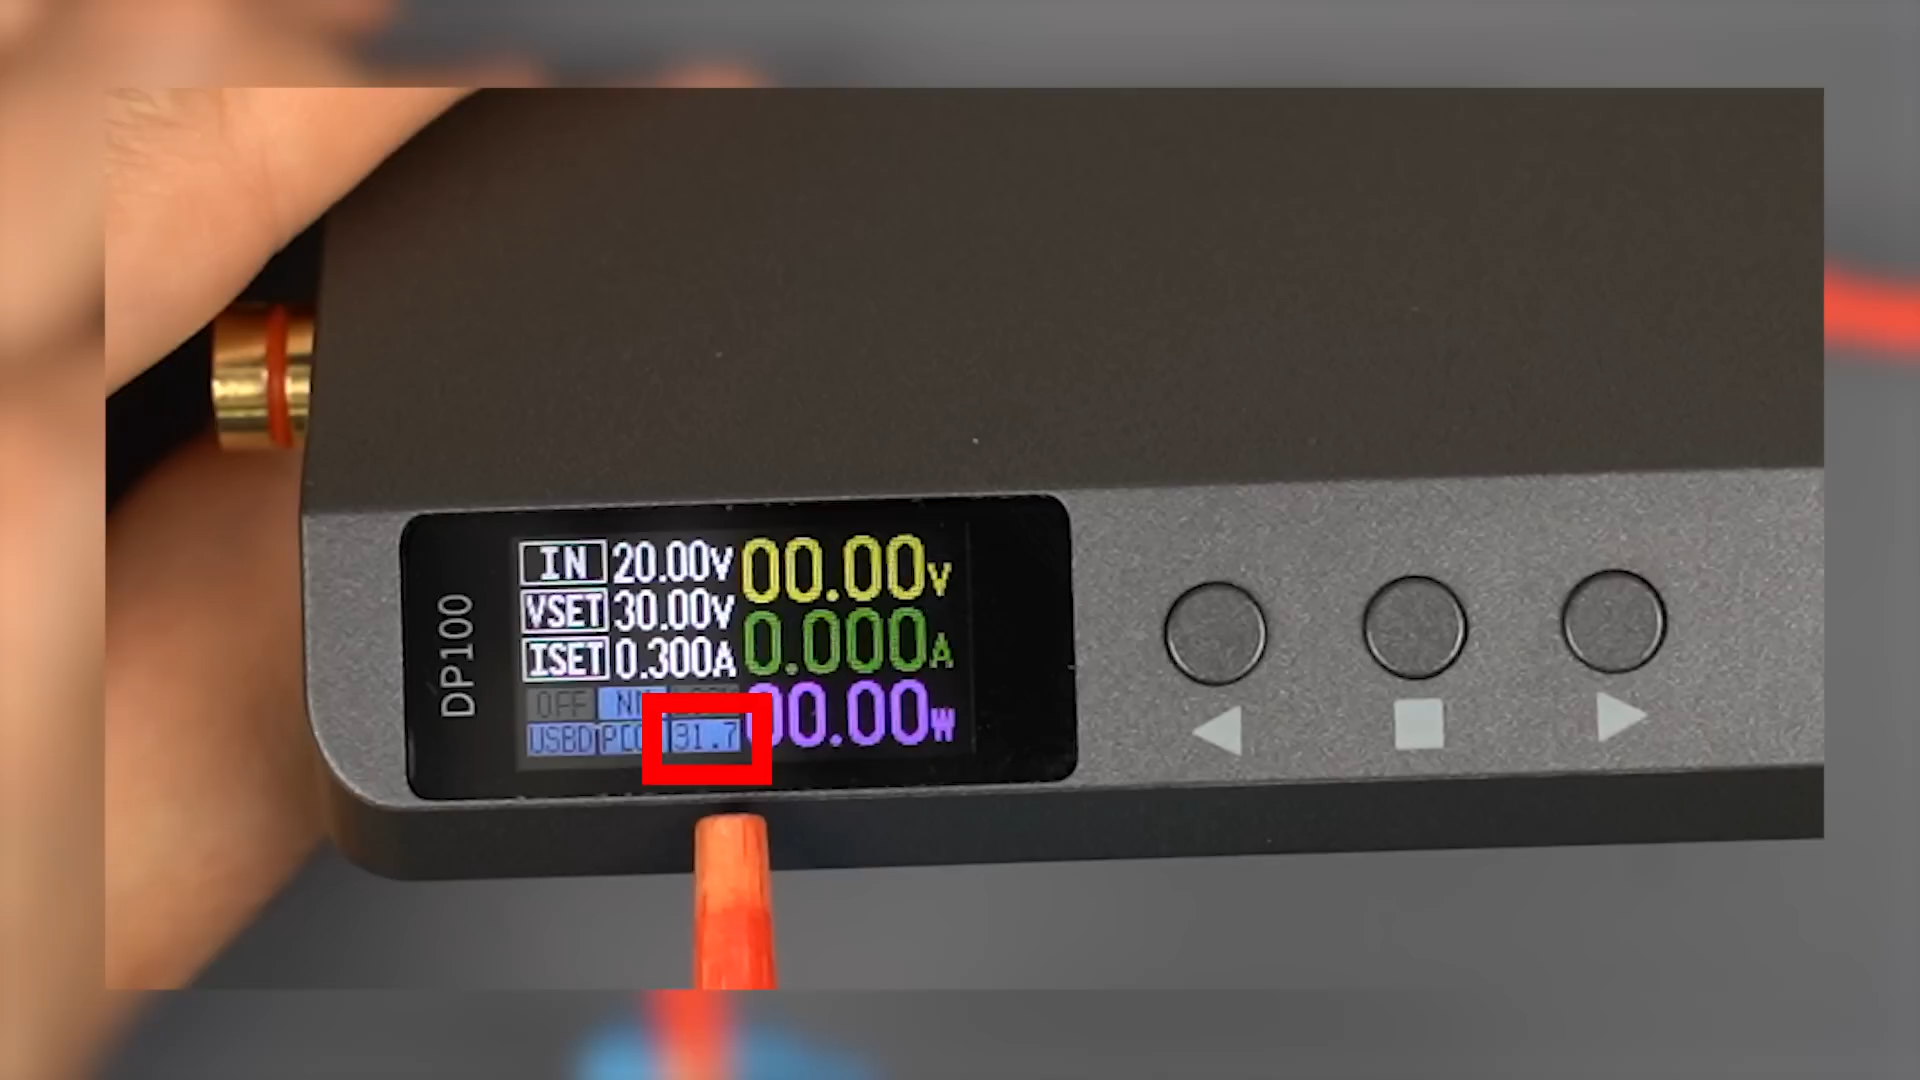 DP100
IN 20.00V 00.00V
VSET 30.00V 0.000A
ISET 0.300A 00.00W
OFF
USBD 31.7